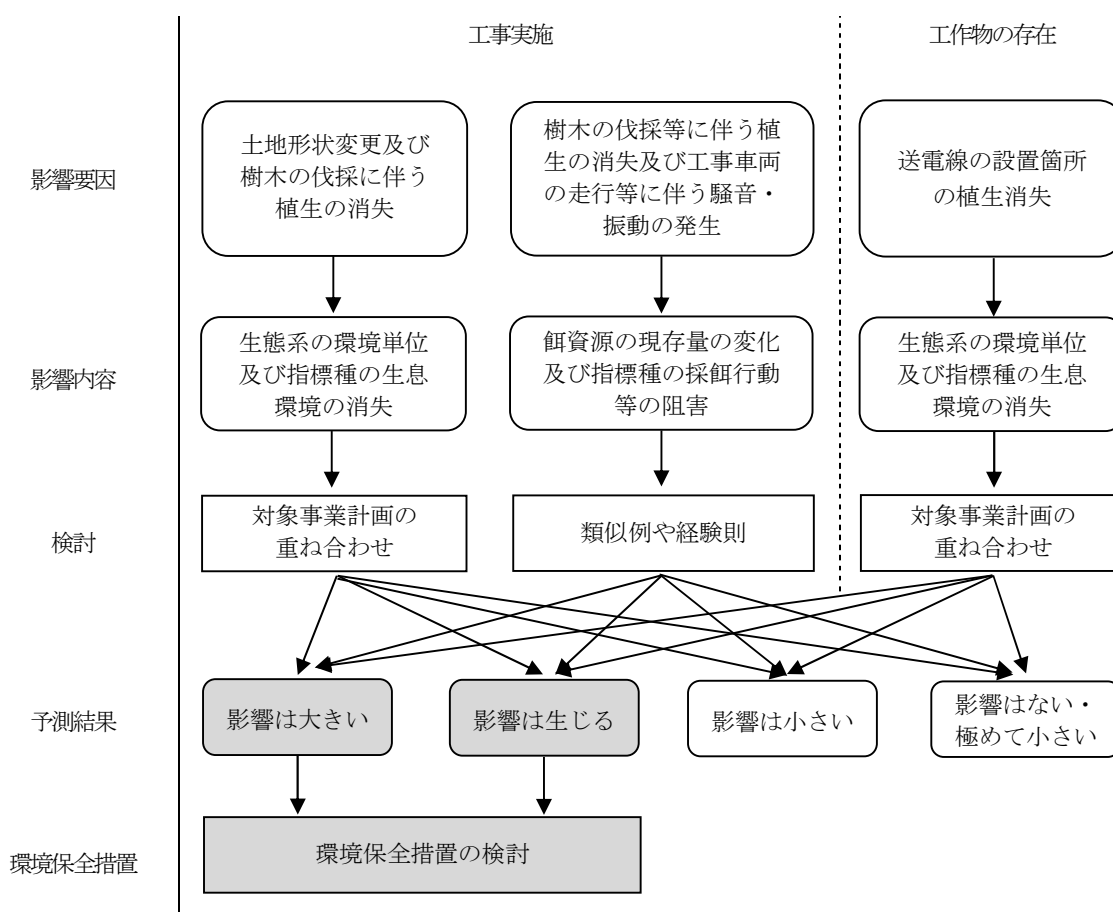 工事実施
工作物の存在
影響要因
土地形状変更及び
樹木の伐採に伴う
植生の消失
樹木の伐採等に伴う植
生の消失及び工事車両
の走行等に伴う騒音・
振動の発生
送電線の設置箇所
の植生消失
影響内容
生態系の環境単位
及び指標種の生息
環境の消失
餌資源の現存量の変化
及び指標種の採餌行動
等の阻害
生態系の環境単位
及び指標種の生息
環境の消失
検討
対象事業計画の
重ね合わせ
類似例や経験則
対象事業計画の
重ね合わせ
予測結果
影響は大きい
影響は生じる
影響は小さい
影響はない・
極めて小さい
環境保全措置
環境保全措置の検討